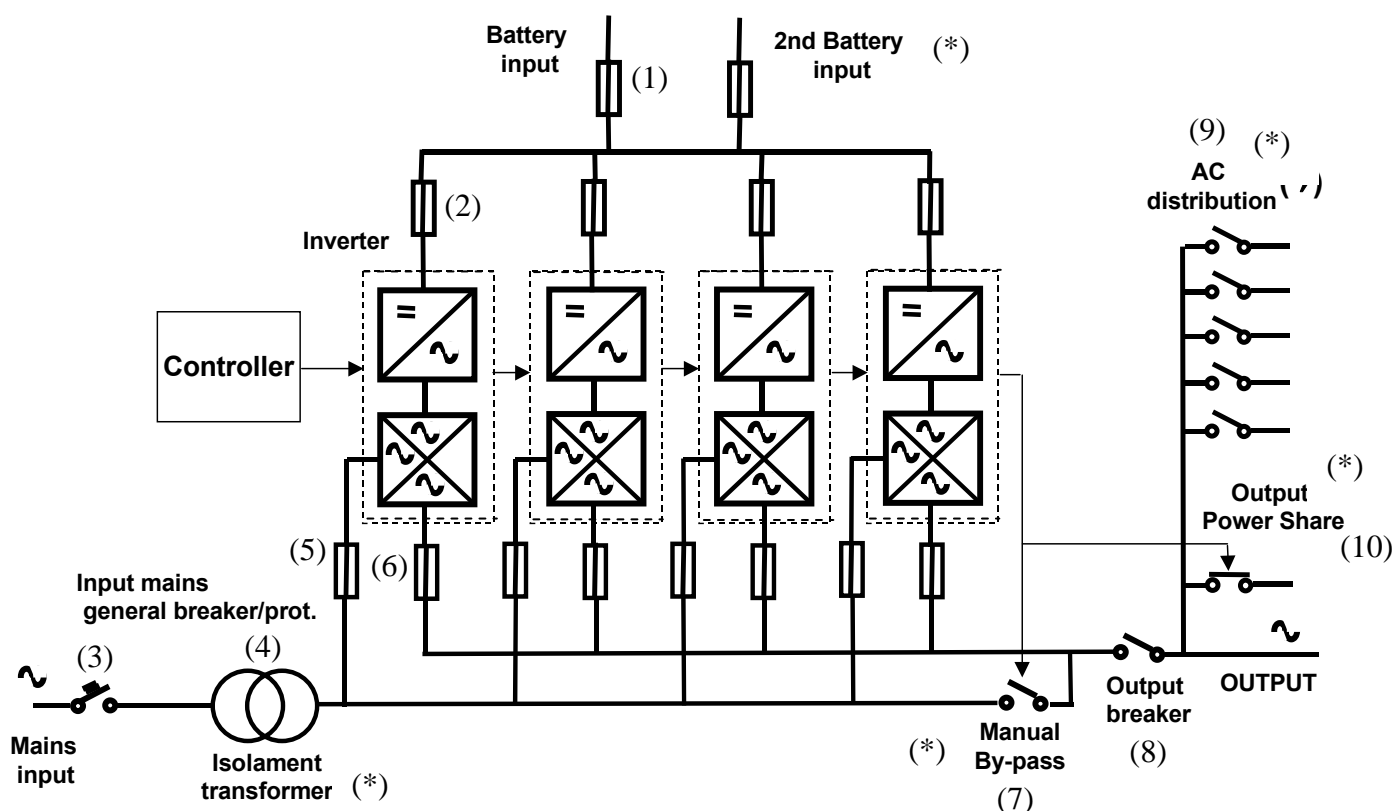 Battery
input
(1)
2nd Battery
input
(*)
(2)
Inverter
Controller
(9)
(*)
AC
distribution
(*)
Output
Power Share
(10)
(5)
(6)
Input mains
general breaker/prot.
(3)
(4)
Mains
input
Isolament
transformer
(*)
(*)
Manual
By-pass
(7)
Output
breaker
(8)
OUTPUT